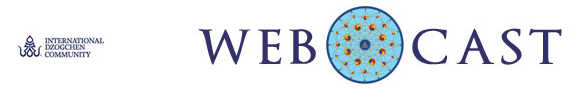 INTERNATIONAL
DZOGCHEN
COMMUNITY
WEB CAST